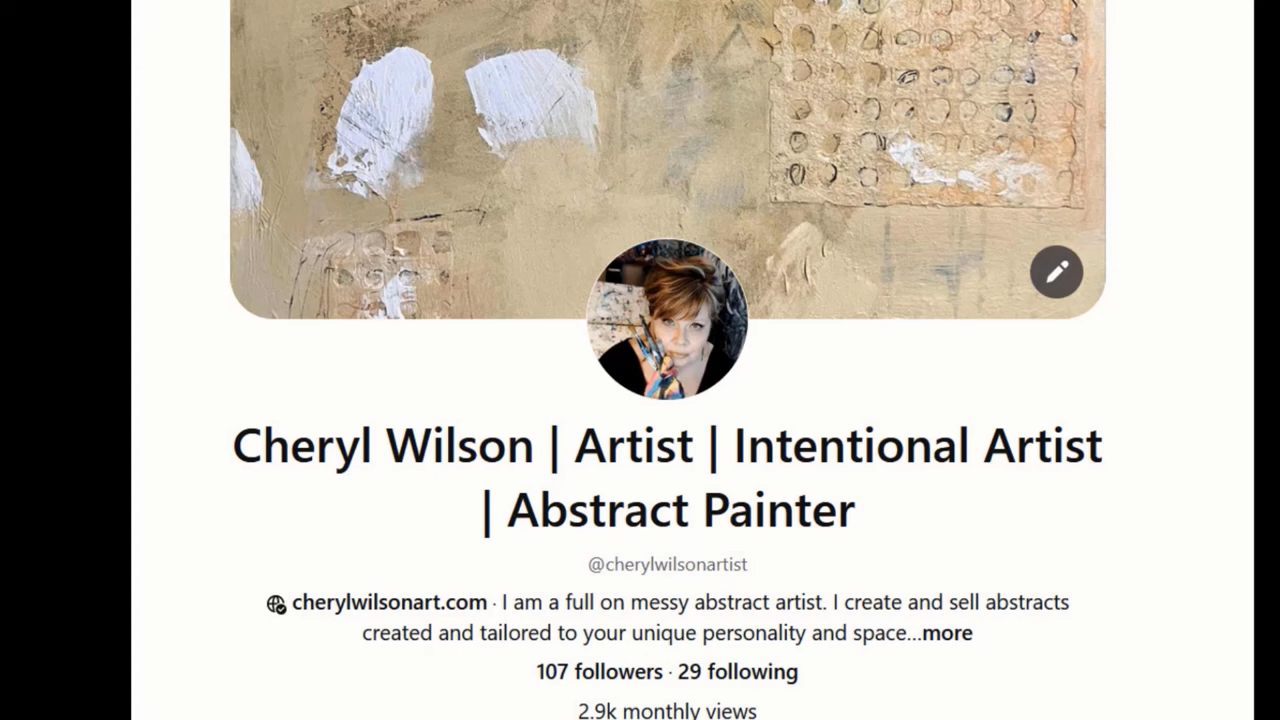 Cheryl Wilson | Artist | Intentional Artist
| Abstract Painter
@cherylwilsonartist
cherylwilsonart.com · I am a full on messy abstract artist. I create and sell abstracts
created and tailored to your unique personality and space...more
107 followers · 29 following
2.9k monthly views